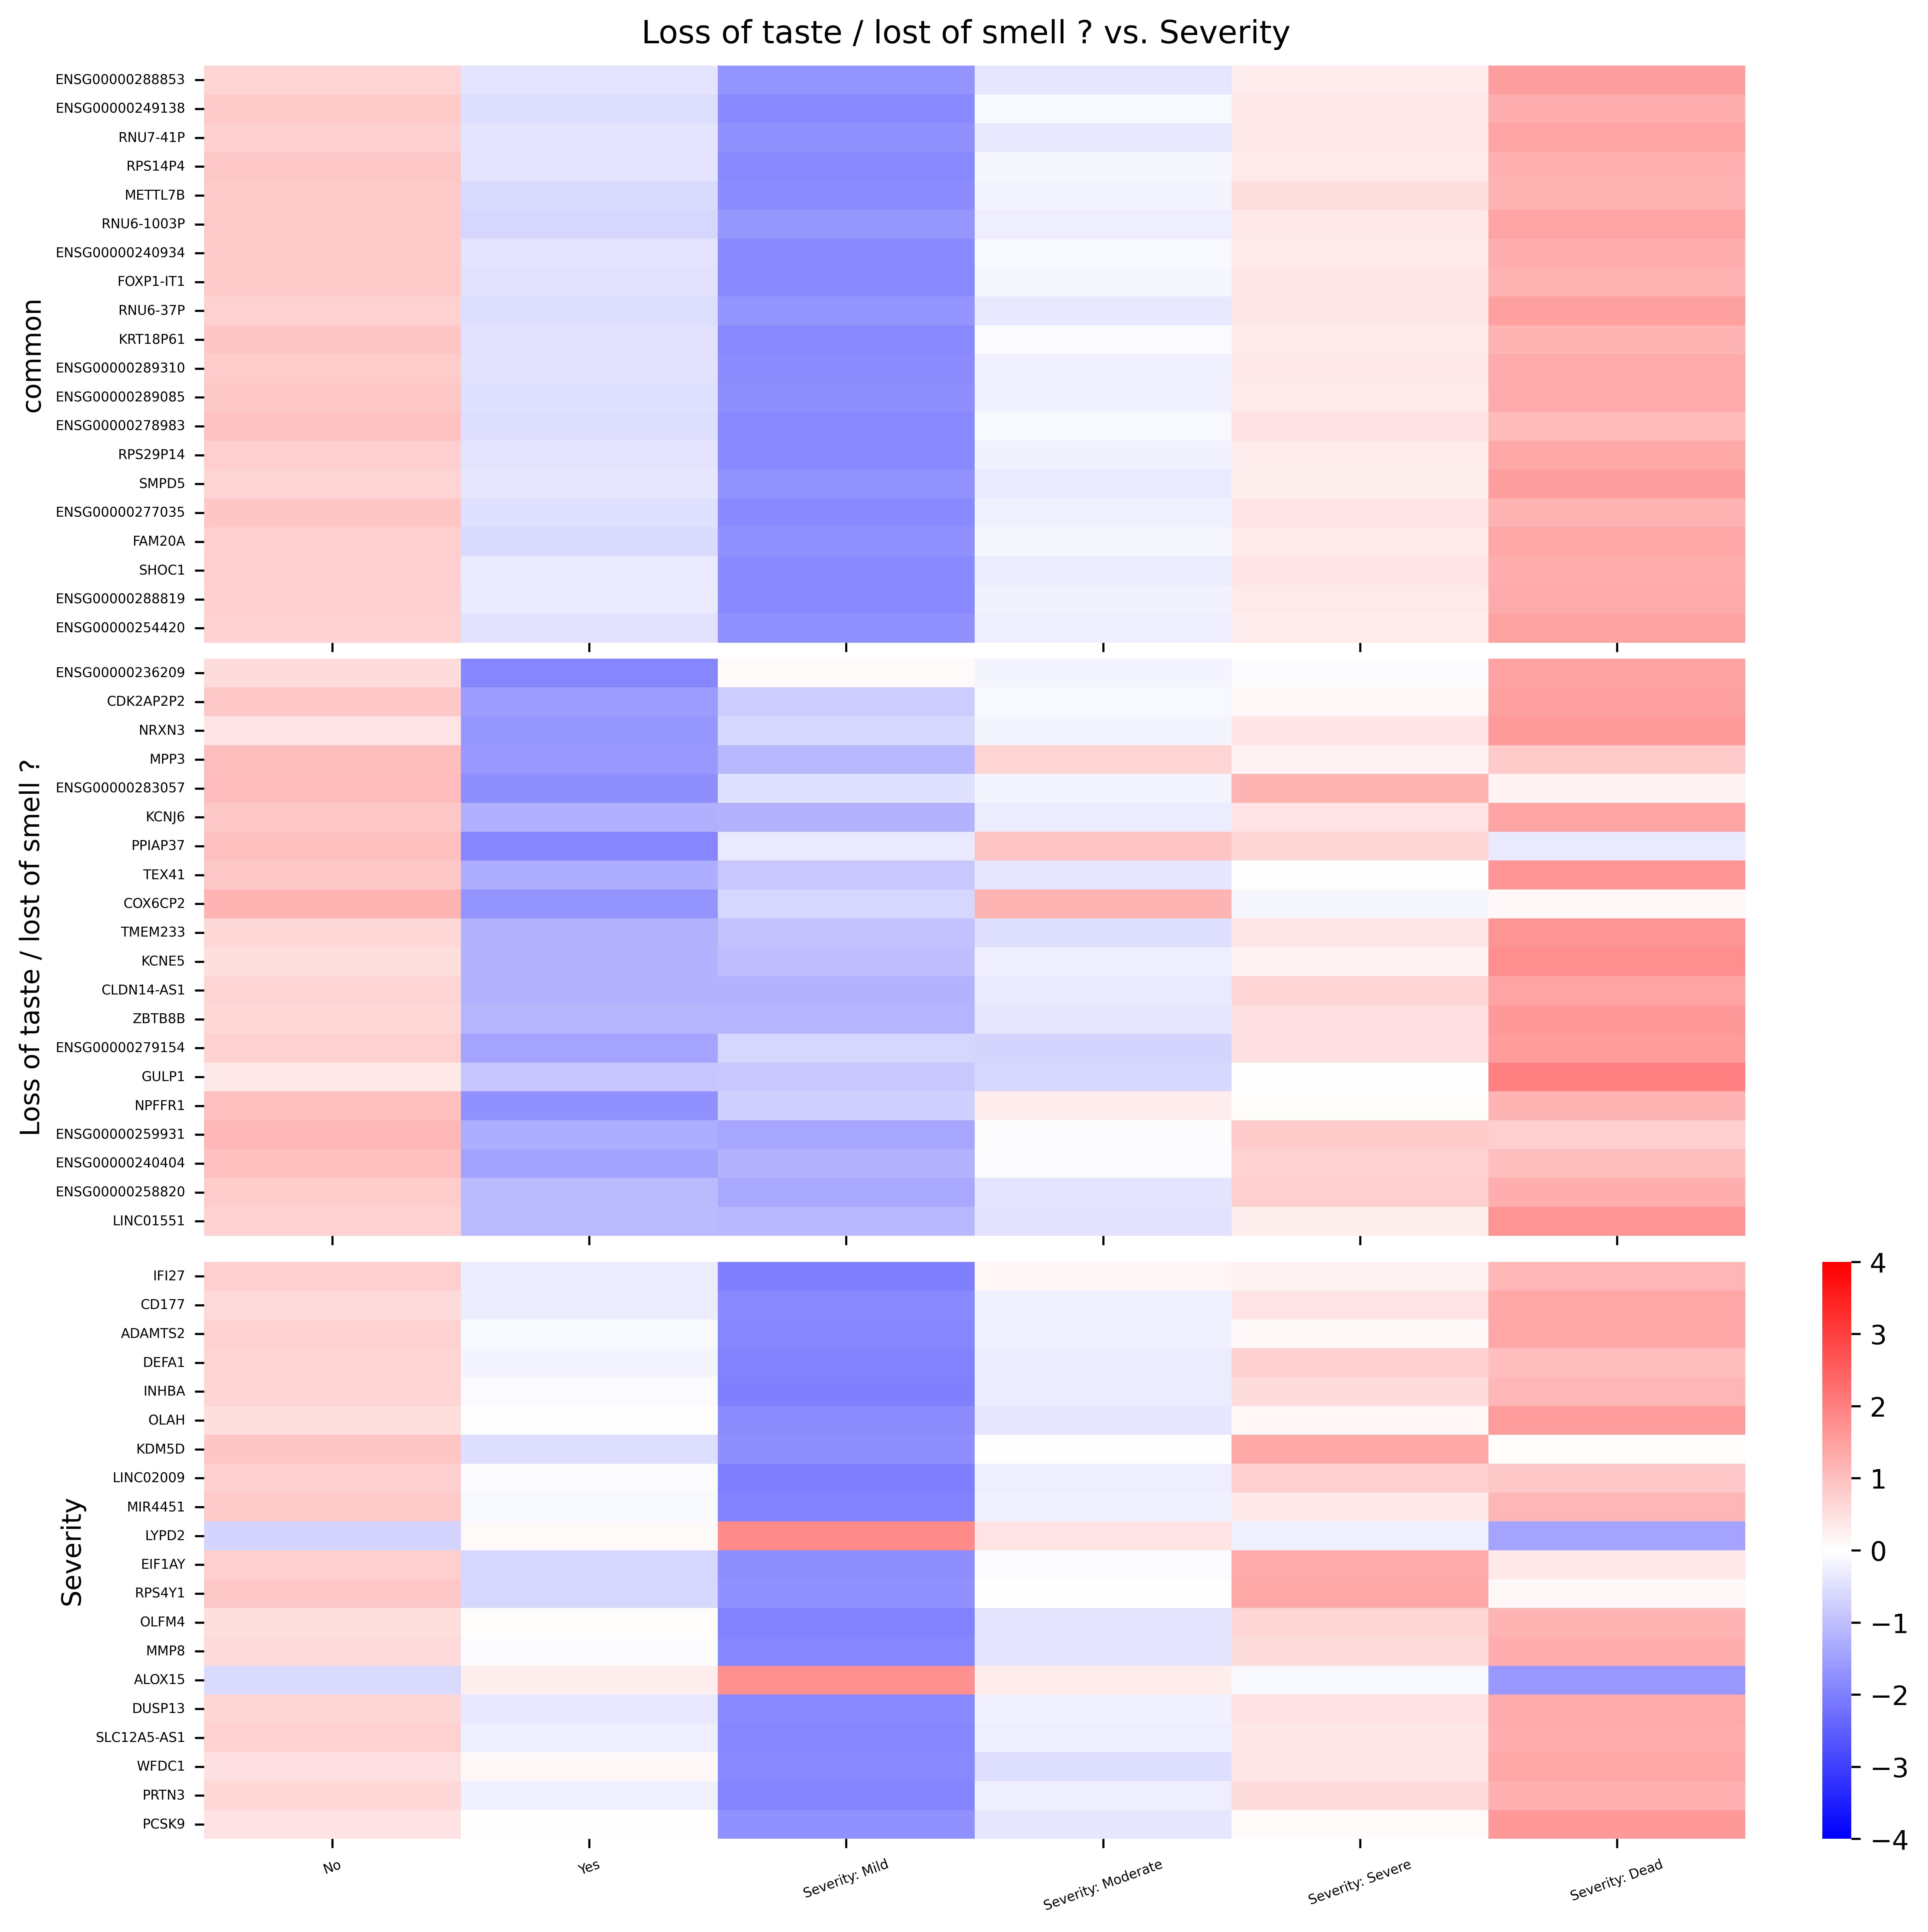 Loss of taste / lost of smell ? vs. Severity
common
ENSG00000288853
ENSG00000249138
RNU7-41P
RPS14P4
METTL7B
RNU6-1003P
ENSG00000240934
FOXP1-IT1
RNU6-37P
KRT18P61
ENSG00000289310
ENSG00000289085
ENSG00000278983
RPS29P14
SMPD5
ENSG00000277035
FAM20A
SHOC1
ENSG00000288819
ENSG00000254420
Loss of taste / lost of smell ?
ENSG00000236209
CDK2AP2P2
NRXN3
MPP3
ENSG00000283057
KCNJ6
PPIAP37
TEX41
COX6CP2
TMEM233
KCNE5
CLDN14-AS1
ZBTB8B
ENSG00000279154
GULP1
NPFFR1
ENSG00000259931
ENSG00000240404
ENSG00000258820
LINC01551
Severity
IFI27
CD177
ADAMTS2
DEFA1
INHBA
OLAH
KDM5D
LINC02009
MIR4451
LYPD2
EIF1AY
RPS4Y1
OLFM4
MMP8
ALOX15
DUSP13
SLC12A5-AS1
WFDC1
PRTN3
PCSK9
No
Yes
Severity: Mild
Severity: Moderate
Severity: Severe
Severity: Dead
4
3
2
1
0
−1
−2
−3
−4